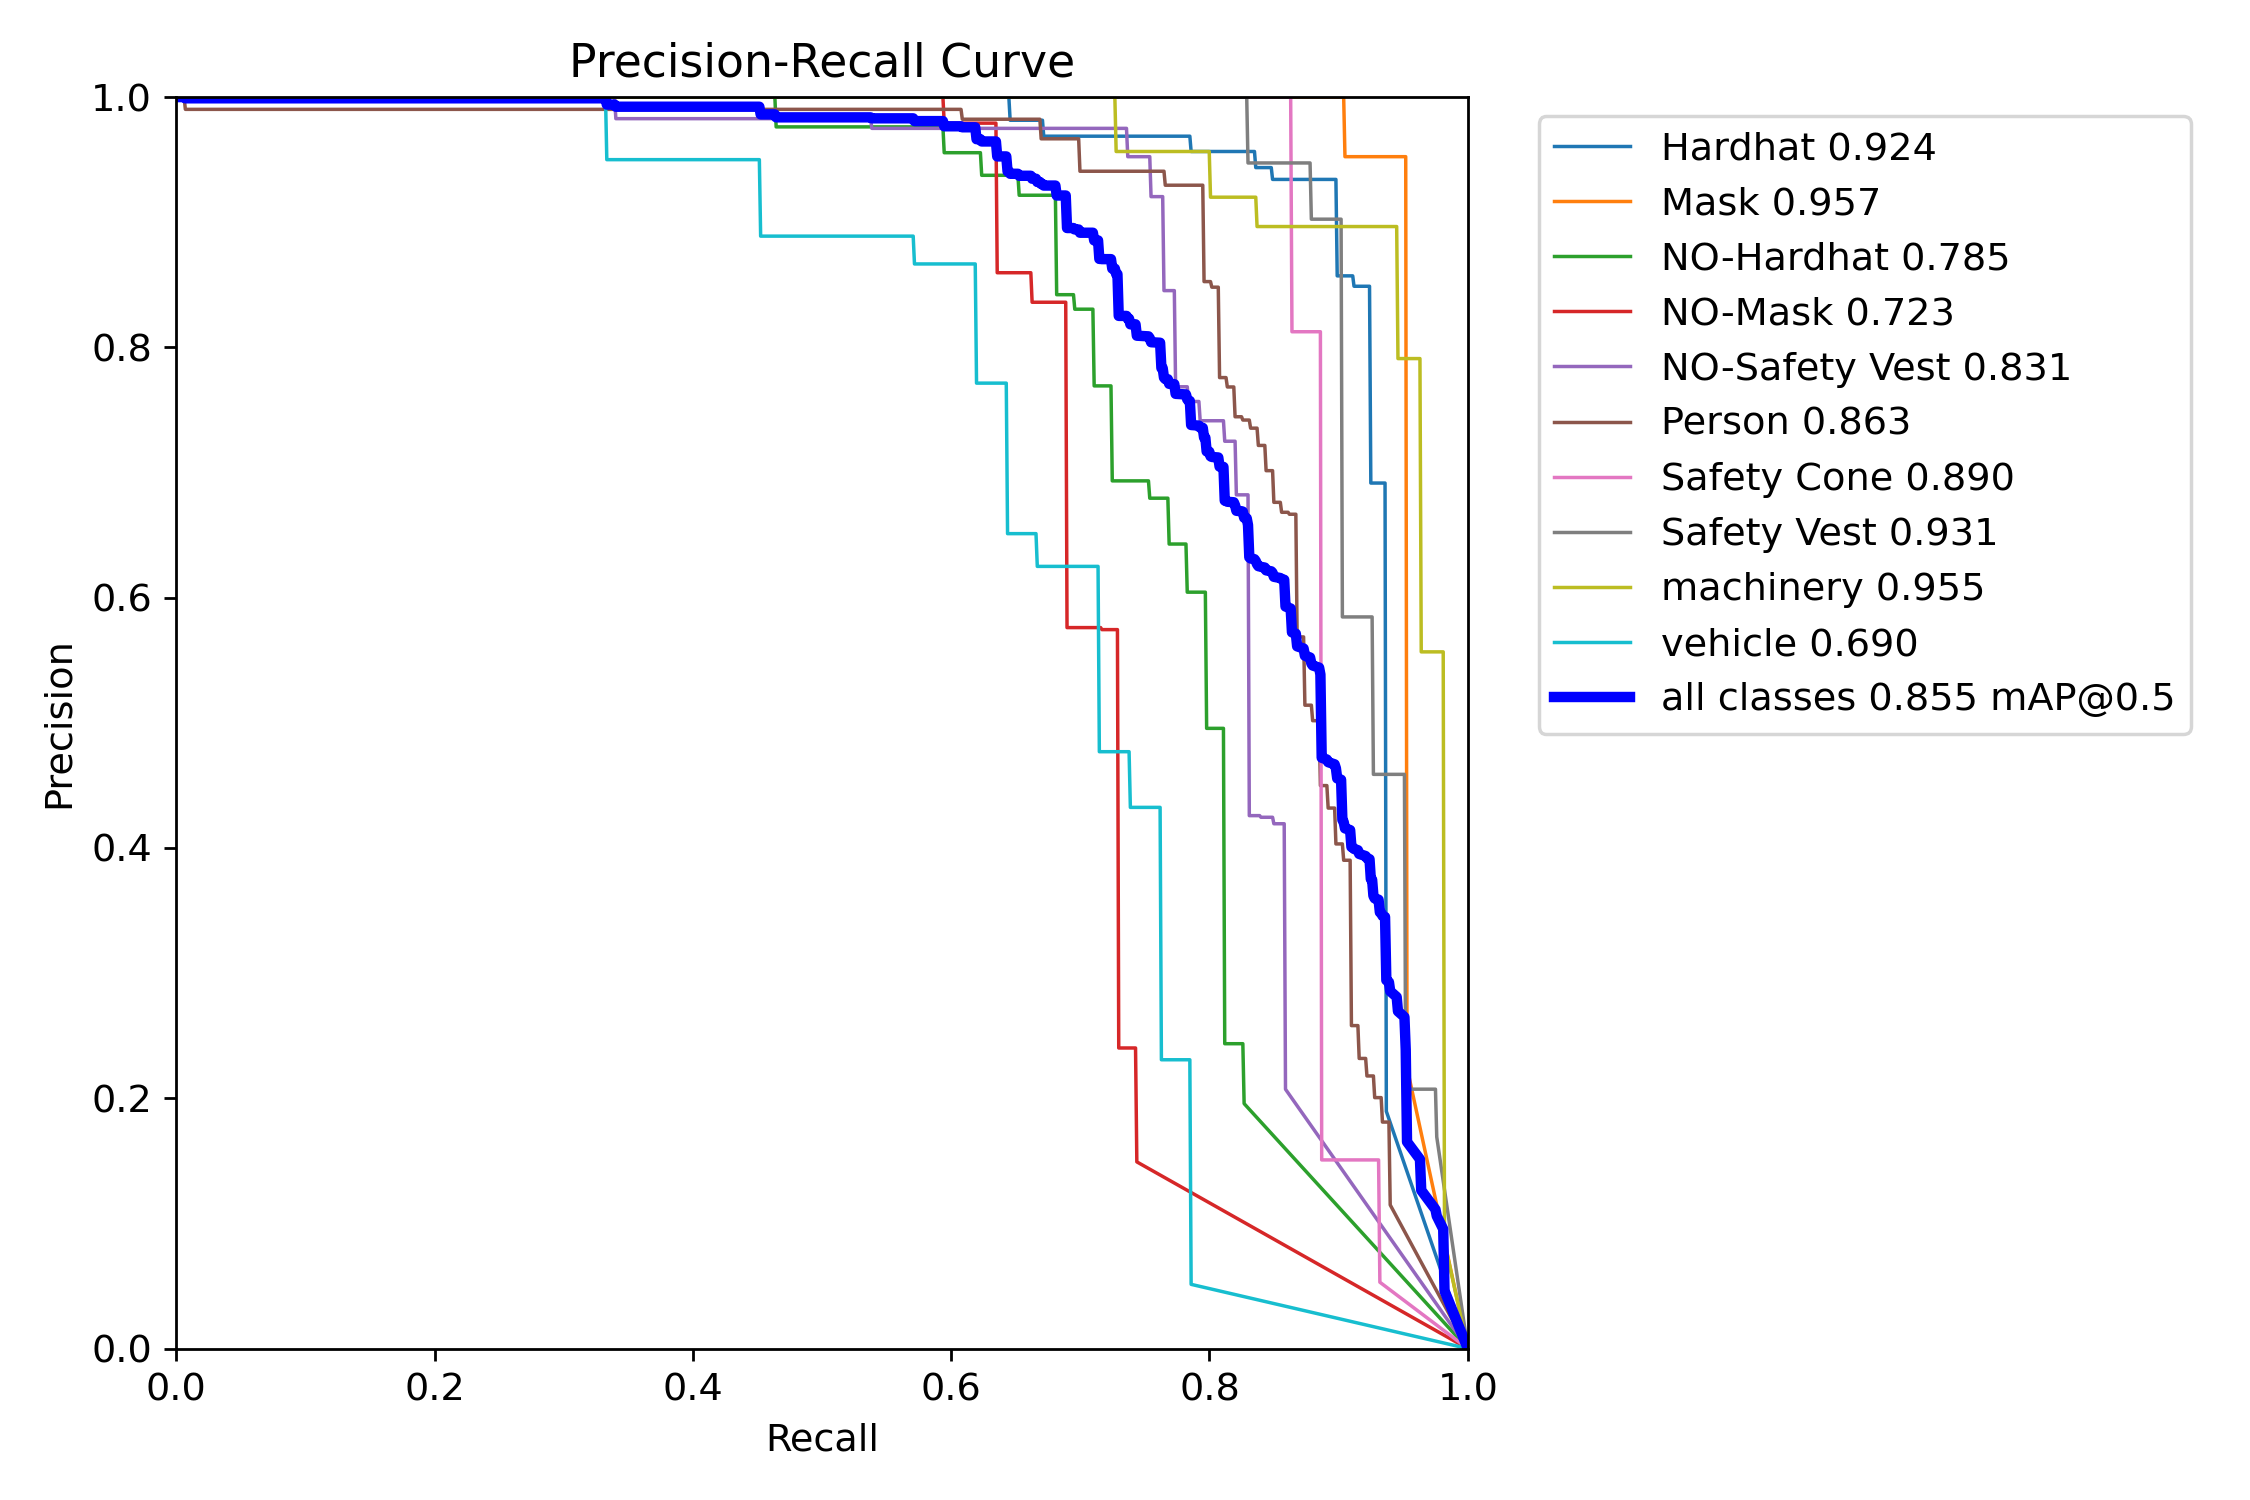 Precision-Recall Curve
1.0
0.8
0.6
0.4
0.2
0.0
Precision
0.0 0.2 0.4 0.6 0.8 1.0
Recall
Hardhat 0.924
Mask 0.957
NO-Hardhat 0.785
NO-Mask 0.723
NO-Safety Vest 0.831
Person 0.863
Safety Cone 0.890
Safety Vest 0.931
machinery 0.955
vehicle 0.690
all classes 0.855 mAP@0.5